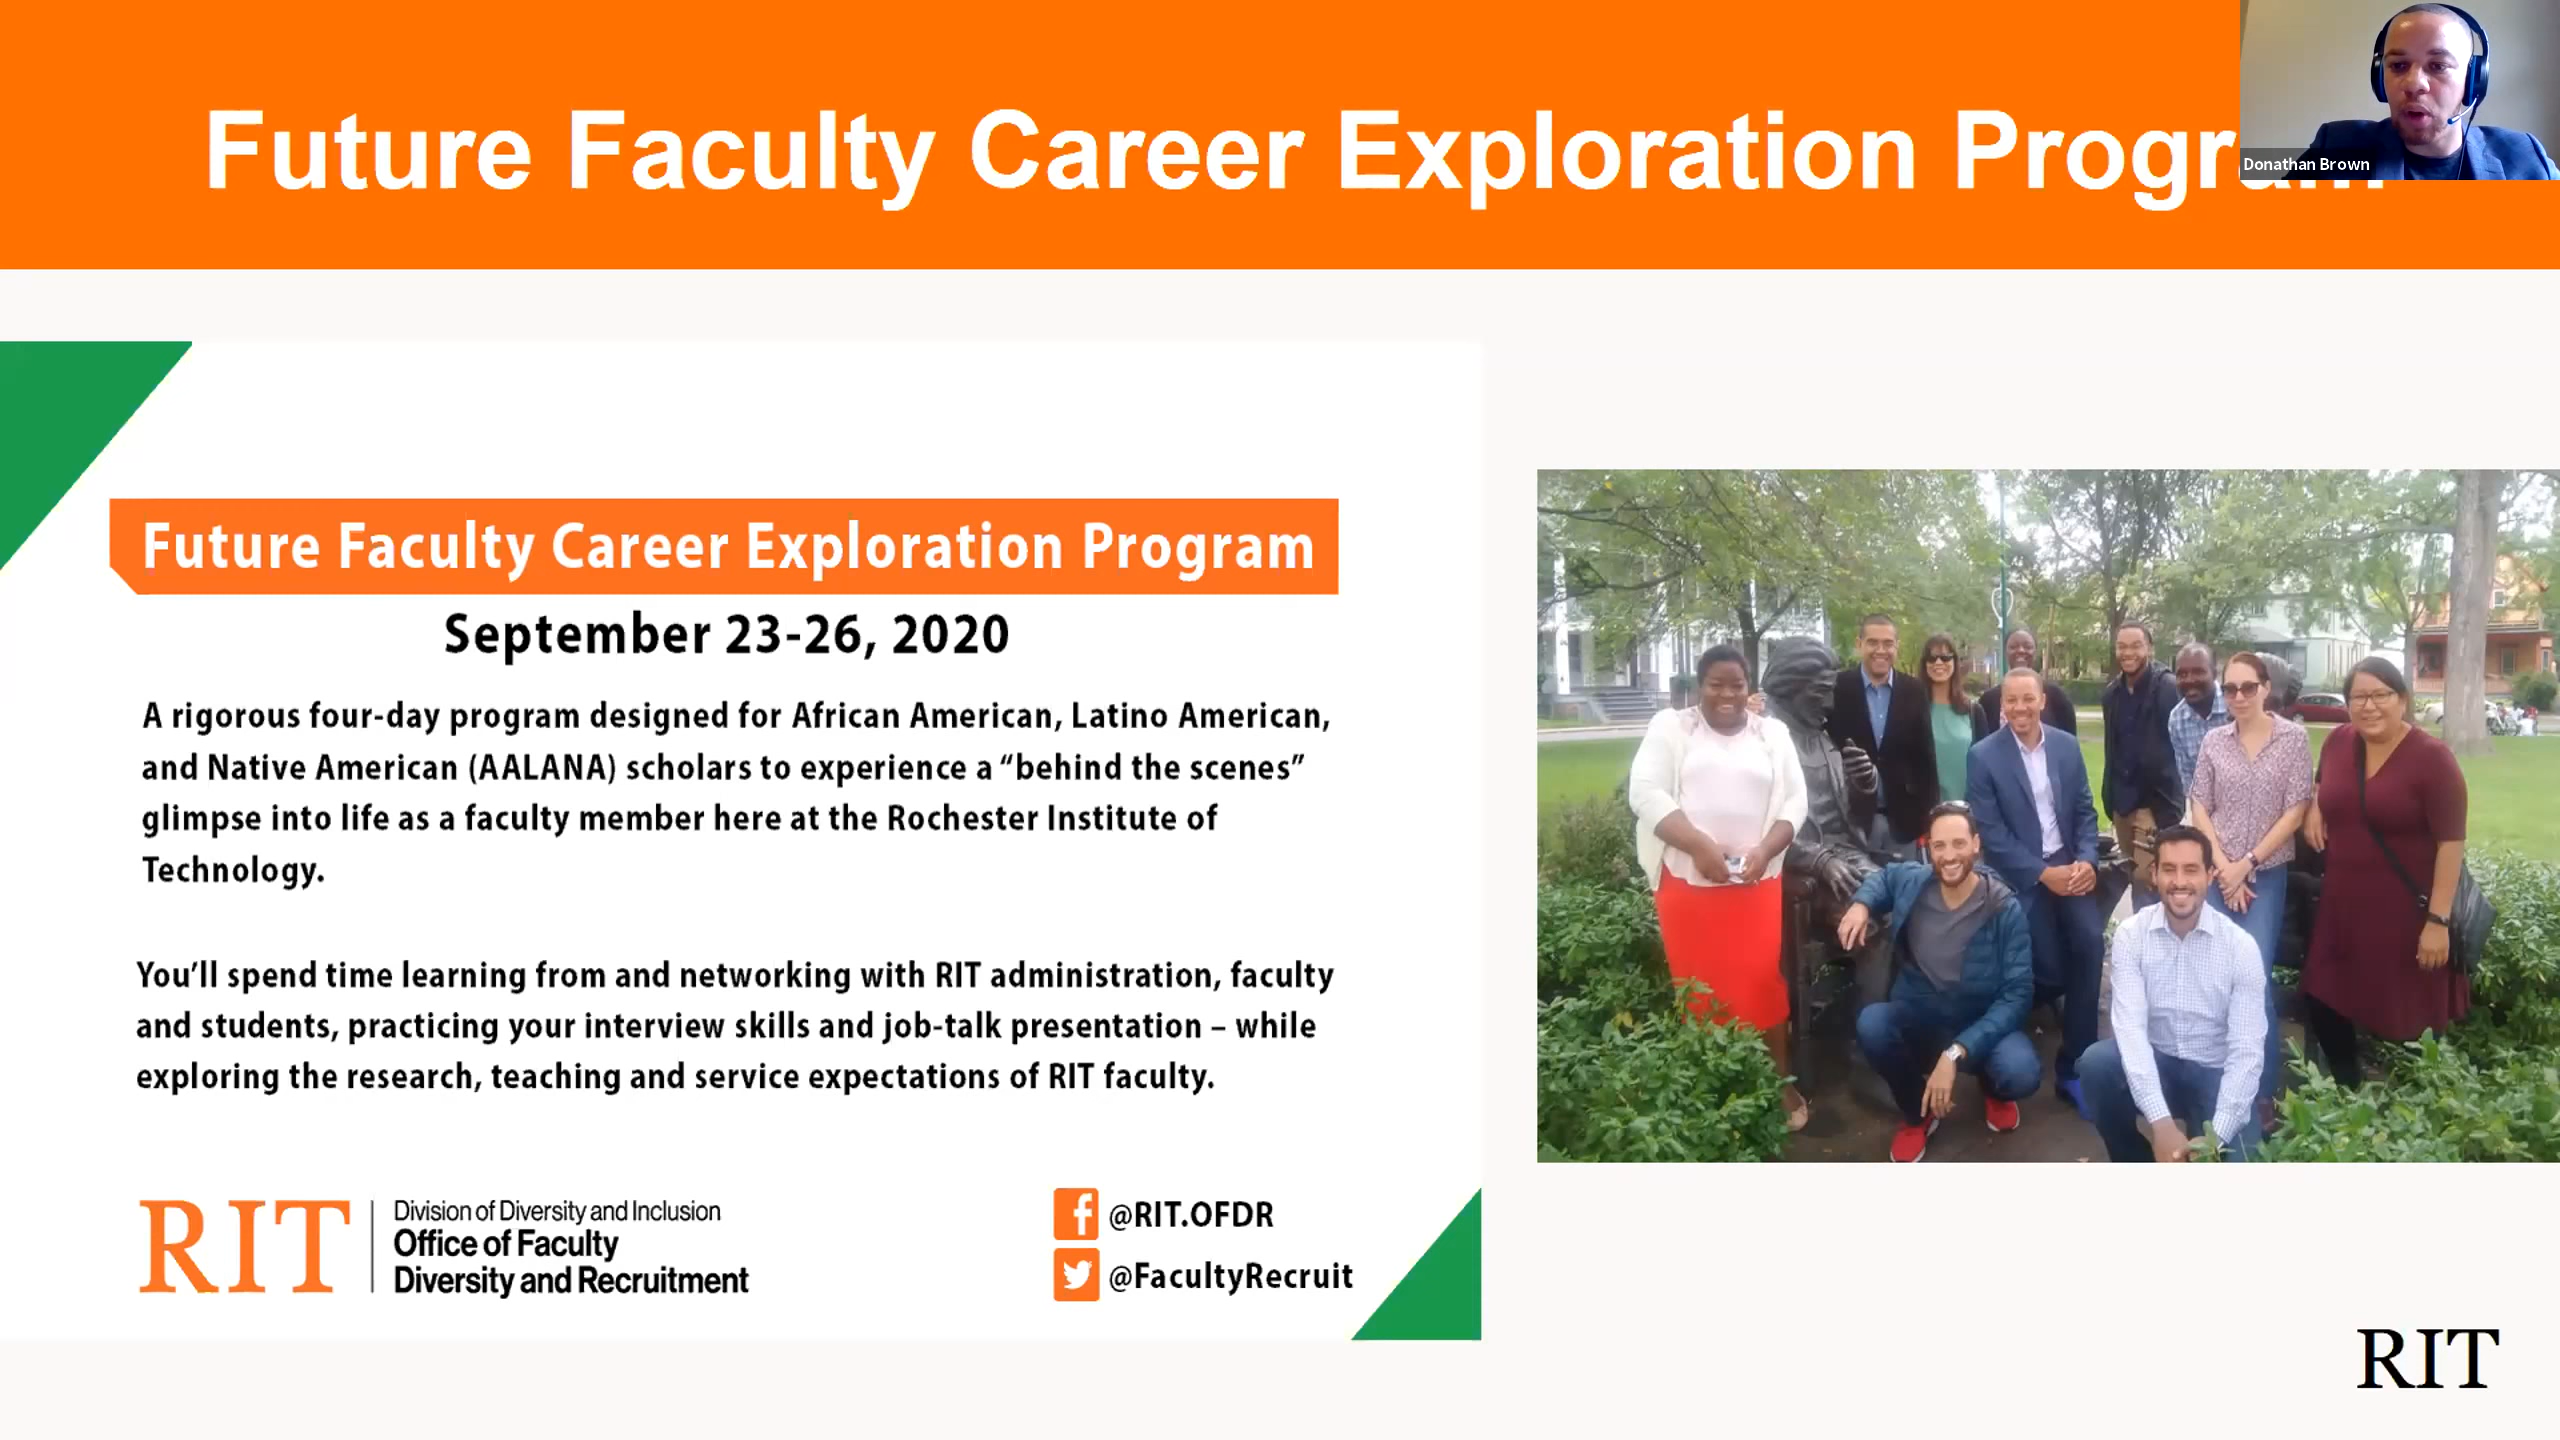 Future Faculty Career Exploration Program
Donathan Brown
Future Faculty Career Exploration Program
September 23-26, 2020
A rigorous four-day program designed for African American, Latino American,
and Native American (AALANA) scholars to experience a “behind the scenes”
glimpse into life as a faculty member here at the Rochester Institute of
Technology.
You’ll spend time learning from and networking with RIT administration, faculty
and students, practicing your interview skills and job-talk presentation – while
exploring the research, teaching and service expectations of RIT faculty.
RIT
Division of Diversity and Inclusion
Office of Faculty
Diversity and Recruitment
@RIT.OFDR
@FacultyRecruit
RIT